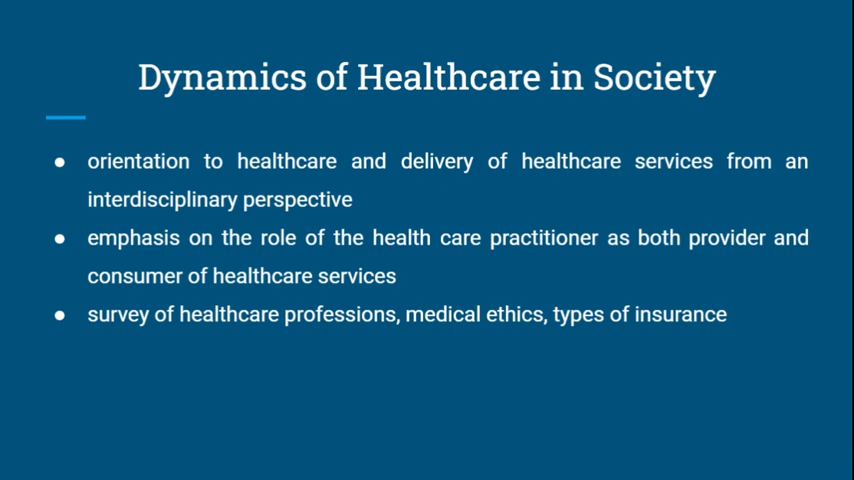 Dynamics of Healthcare in Society
● orientation to healthcare and delivery of healthcare services from an
interdisciplinary perspective
● emphasis on the role of the health care practitioner as both provider and
consumer of healthcare services
● survey of healthcare professions, medical ethics, types of insurance